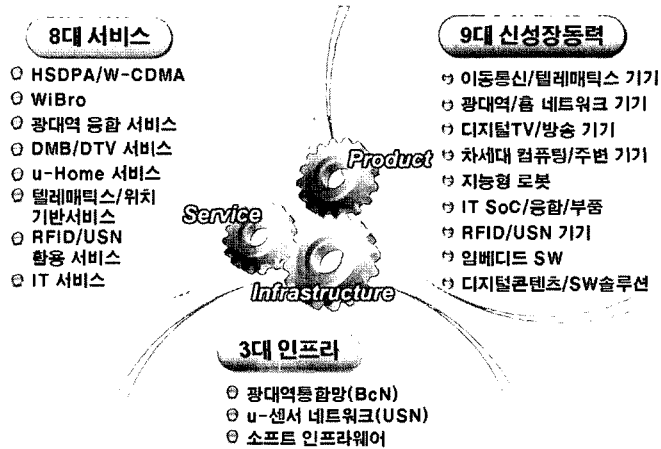 8대 서비스
HSDPA/W-CDMA
WiBro
광대역 융합 서비스
DMB/DTV 서비스
u-Home 서비스
텔레매틱스/위치
기반서비스
RFID/USN
활용 서비스
IT 서비스
9대 신성장동력
이동통신/텔레매틱스 기기
광대역/홈 네트워크 기기
디지털TV/방송 기기
차세대 컴퓨팅/주변 기기
지능형 로봇
IT SoC/융합/부품
RFID/USN 기기
임베디드 SW
디지털콘텐츠/SW솔루션
Product
Service
Infrastructure
3대 인프라
광대역통합망(BcN)
u-센서 네트워크(USN)
소프트 인프라웨어